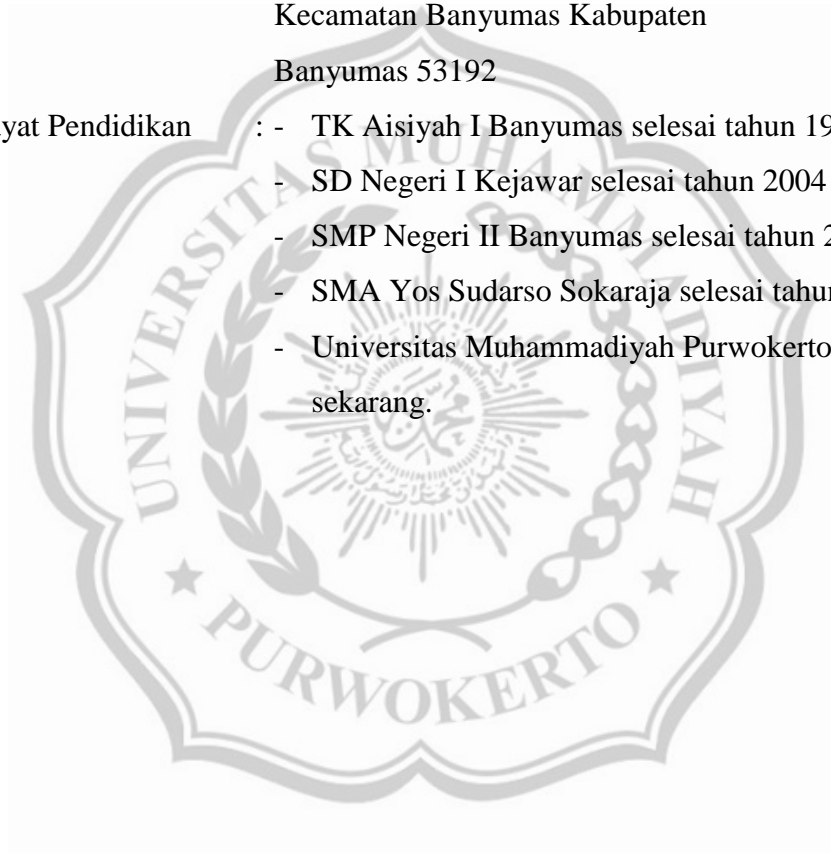 Kecamatan Banyumas Kabupaten
Banyumas 53192
yat Pendidikan : - TK Aisiyah I Banyumas selesai tahun 19
- SD Negeri I Kejawar selesai tahun 2004
- SMP Negeri II Banyumas selesai tahun 2
- SMA Yos Sudarso Sokaraja selesai tahun
- Universitas Muhammadiyah Purwokerto
sekarang.
UNIVERSITAS MUHAMMADIYAH
PURWOKERTO